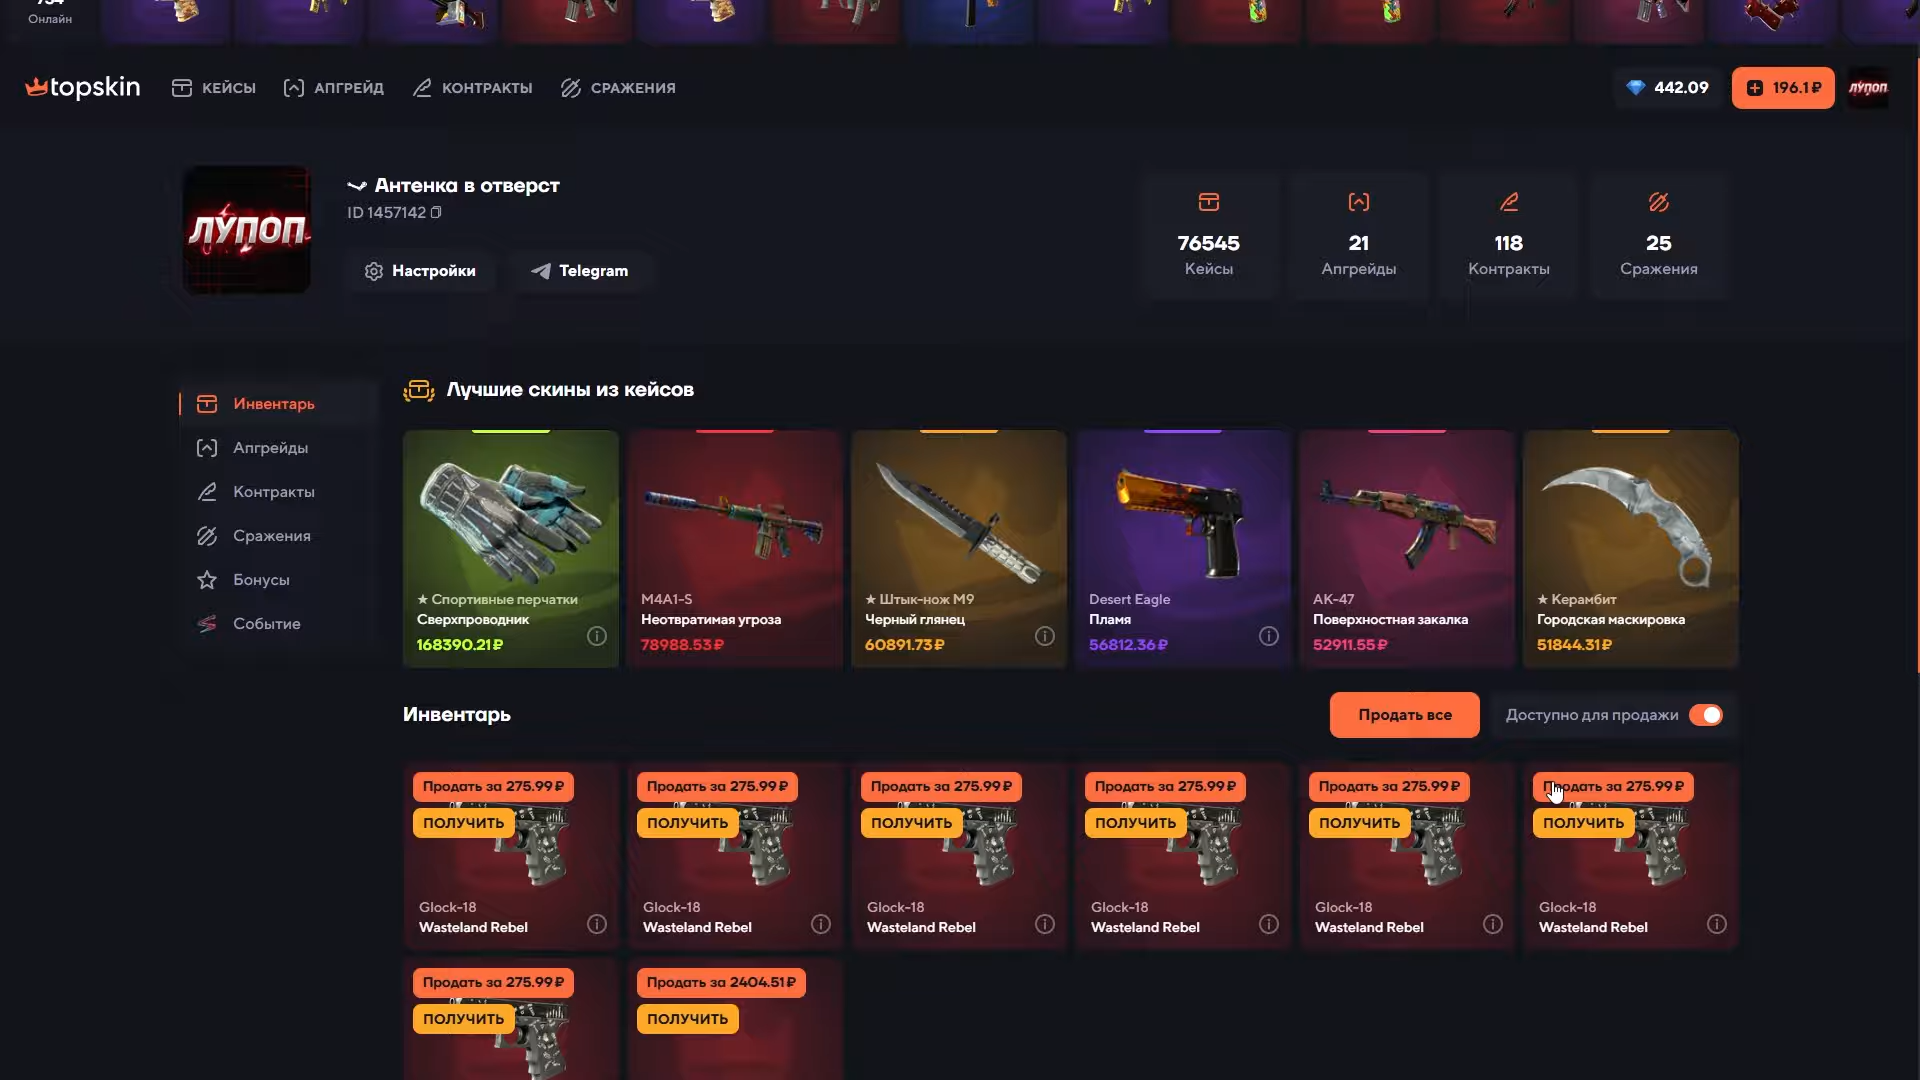 Онлайн
topskin
КЕЙСЫ
АПГРЕЙД
КОНТРАКТЫ
СРАЖЕНИЯ
442.09
196.1 ₽
ЛУПОП
ЛУПОП
Антенка в отверст
ID 1457142
Настройки
Telegram
76545
Кейсы
21
Апгрейды
118
Контракты
25
Сражения
Инвентарь
Апгрейды
Контракты
Сражения
Бонусы
Событие
Лучшие скины из кейсов
★ Спортивные перчатки
Сверхпроводник
168390.21 ₽
M4A1-S
Неотвратимая угроза
78988.53 ₽
★ Штык-нож M9
Черный глянец
60891.73 ₽
Desert Eagle
Пламя
56812.36 ₽
AK-47
Поверхностная закалка
52911.55 ₽
★ Керамбит
Городская маскировка
51844.31 ₽
Инвентарь
Продать все
Доступно для продажи
Продать за 275.99 ₽
ПОЛУЧИТЬ
Glock-18
Wasteland Rebel
Продать за 275.99 ₽
ПОЛУЧИТЬ
Glock-18
Wasteland Rebel
Продать за 275.99 ₽
ПОЛУЧИТЬ
Glock-18
Wasteland Rebel
Продать за 275.99 ₽
ПОЛУЧИТЬ
Glock-18
Wasteland Rebel
Продать за 275.99 ₽
ПОЛУЧИТЬ
Glock-18
Wasteland Rebel
Продать за 275.99 ₽
ПОЛУЧИТЬ
Glock-18
Wasteland Rebel
Продать за 275.99 ₽
ПОЛУЧИТЬ
Продать за 2404.51 ₽
ПОЛУЧИТЬ